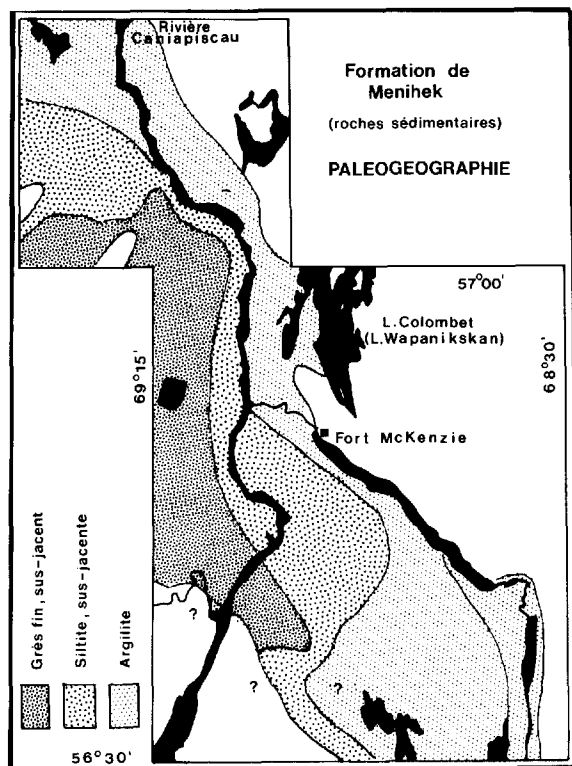 Rivière
Caniapiscau
Formation de
Menihek
(roches sédimentaires)
PALEOGEOGRAPHIE
57°00'
L.Colombet
(L.Wapanikskan)
69°15'
68°30'
Fort McKenzie
?
?
?
Grès fin, sus-jacent
Siltite, sus-jacente
Argilite
56°30'